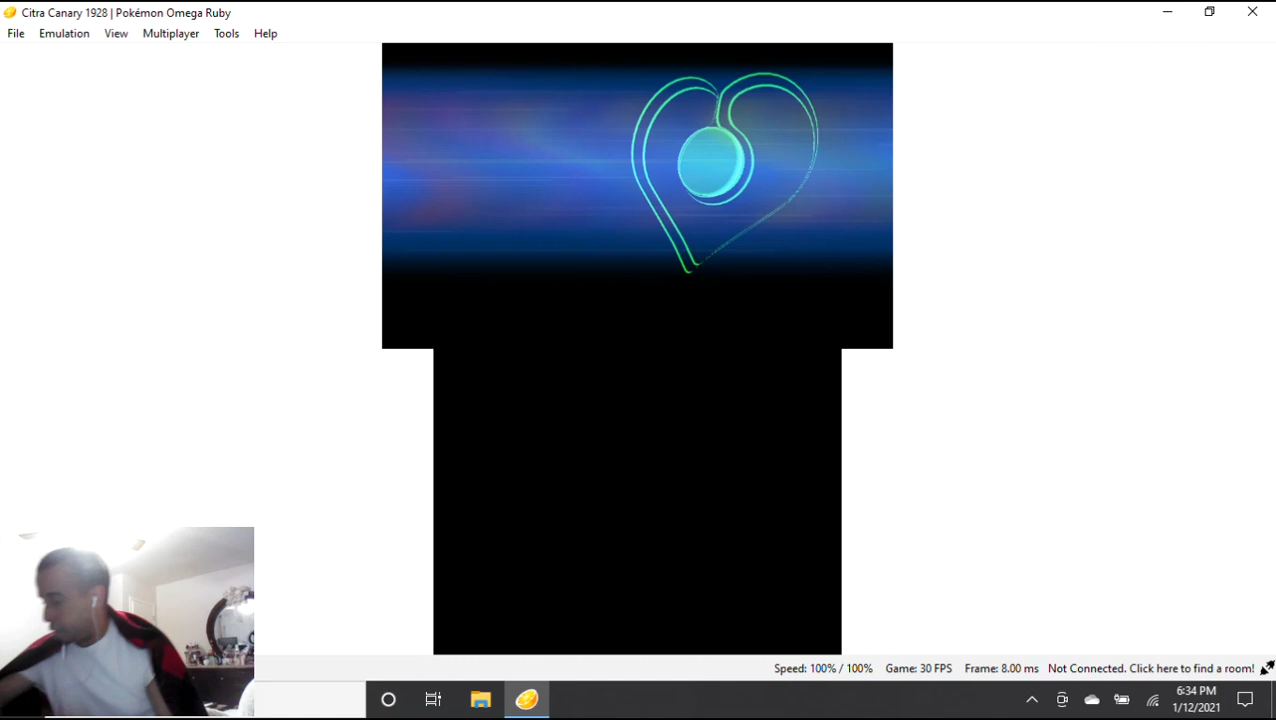 Citra Canary 1928 | Pokémon Omega Ruby
File Emulation View Multiplayer Tools Help
Speed: 100% / 100% Game: 30 FPS Frame: 8.00 ms Not Connected. Click here to find a room!
6:34 PM
1/12/2021